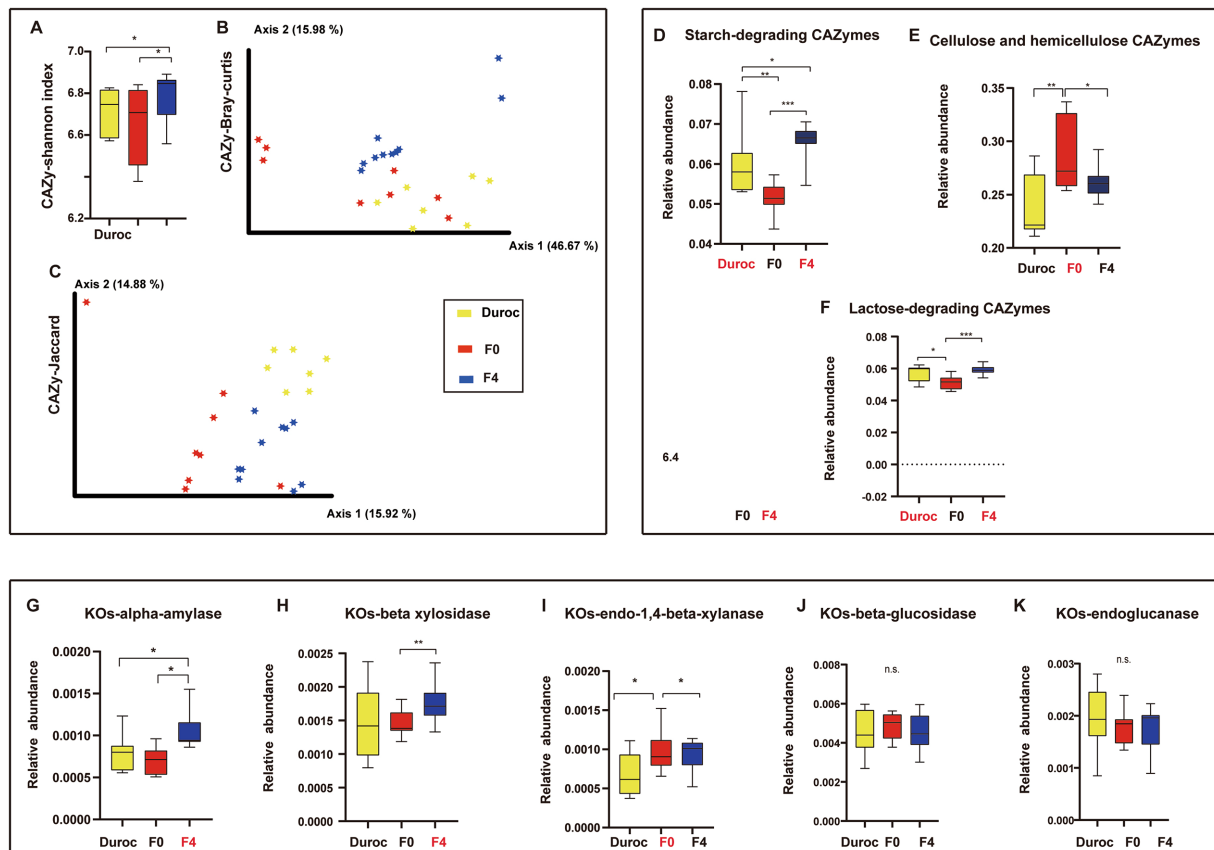 A
CAZy-shannon index
7.0
6.8
6.6
6.2
*
*
Duroc
B
Axis 2 (15.98 %)
CAZy-Bray-curtis
Axis 1 (46.67 %)
C
Axis 2 (14.88 %)
CAZy-Jaccard
Axis 1 (15.92 %)
Duroc
F0
F4
D
Starch-degrading CAZymes
Relative abundance
0.08
0.07
0.06
0.05
0.04
*
**
***
Duroc F0 F4
E
Cellulose and hemicellulose CAZymes
Relative abundance
0.35
0.30
0.25
0.20
**
*
Duroc F0 F4
F
Lactose-degrading CAZymes
Relative abundance
0.08
0.06
0.04
0.02
0.00
-0.02
*
***
Duroc F0 F4
6.4
F0 F4
G
KOs-alpha-amylase
Relative abundance
0.0020
0.0015
0.0010
0.0005
0.0000
*
*
Duroc F0 F4
H
KOs-beta xylosidase
Relative abundance
0.0025
0.0020
0.0015
0.0010
0.0005
0.0000
**
Duroc F0 F4
I
KOs-endo-1,4-beta-xylanase
Relative abundance
0.0020
0.0015
0.0010
0.0005
0.0000
*
*
Duroc F0 F4
J
KOs-beta-glucosidase
Relative abundance
0.008
0.006
0.004
0.002
0.000
n.s.
Duroc F0 F4
K
KOs-endoglucanase
Relative abundance
0.003
0.002
0.001
0.000
n.s.
Duroc F0 F4